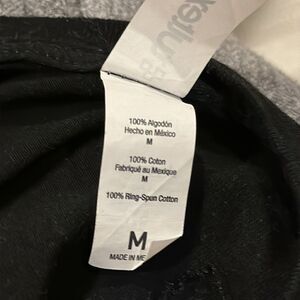 100% Algodón
Hecho en México
M
100% Coton
Fabriqué au Mexique
M
100% Ring-Spun Cotton
M
MADE IN ME